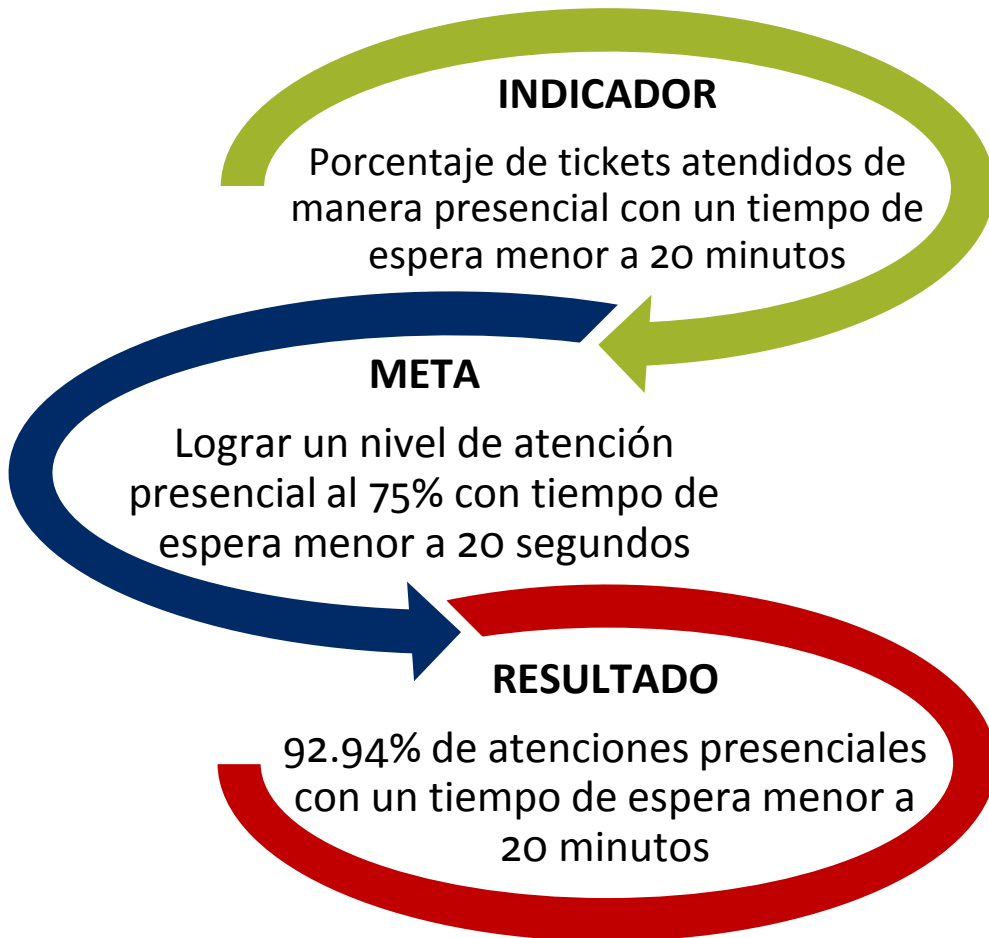 INDICADOR
Porcentaje de tickets atendidos de
manera presencial con un tiempo de
espera menor a 20 minutos
META
Lograr un nivel de atención
presencial al 75% con tiempo de
espera menor a 20 segundos
RESULTADO
92.94% de atenciones presenciales
con un tiempo de espera menor a
20 minutos